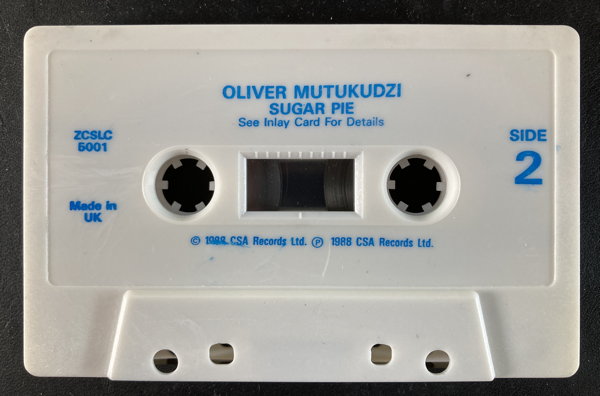 OLIVER MUTUKUDZI
SUGAR PIE
See Inlay Card For Details
ZCSLC
5001
SIDE
2
Made in
UK
© 1988 CSA Records Ltd. ℗ 1988 CSA Records Ltd.